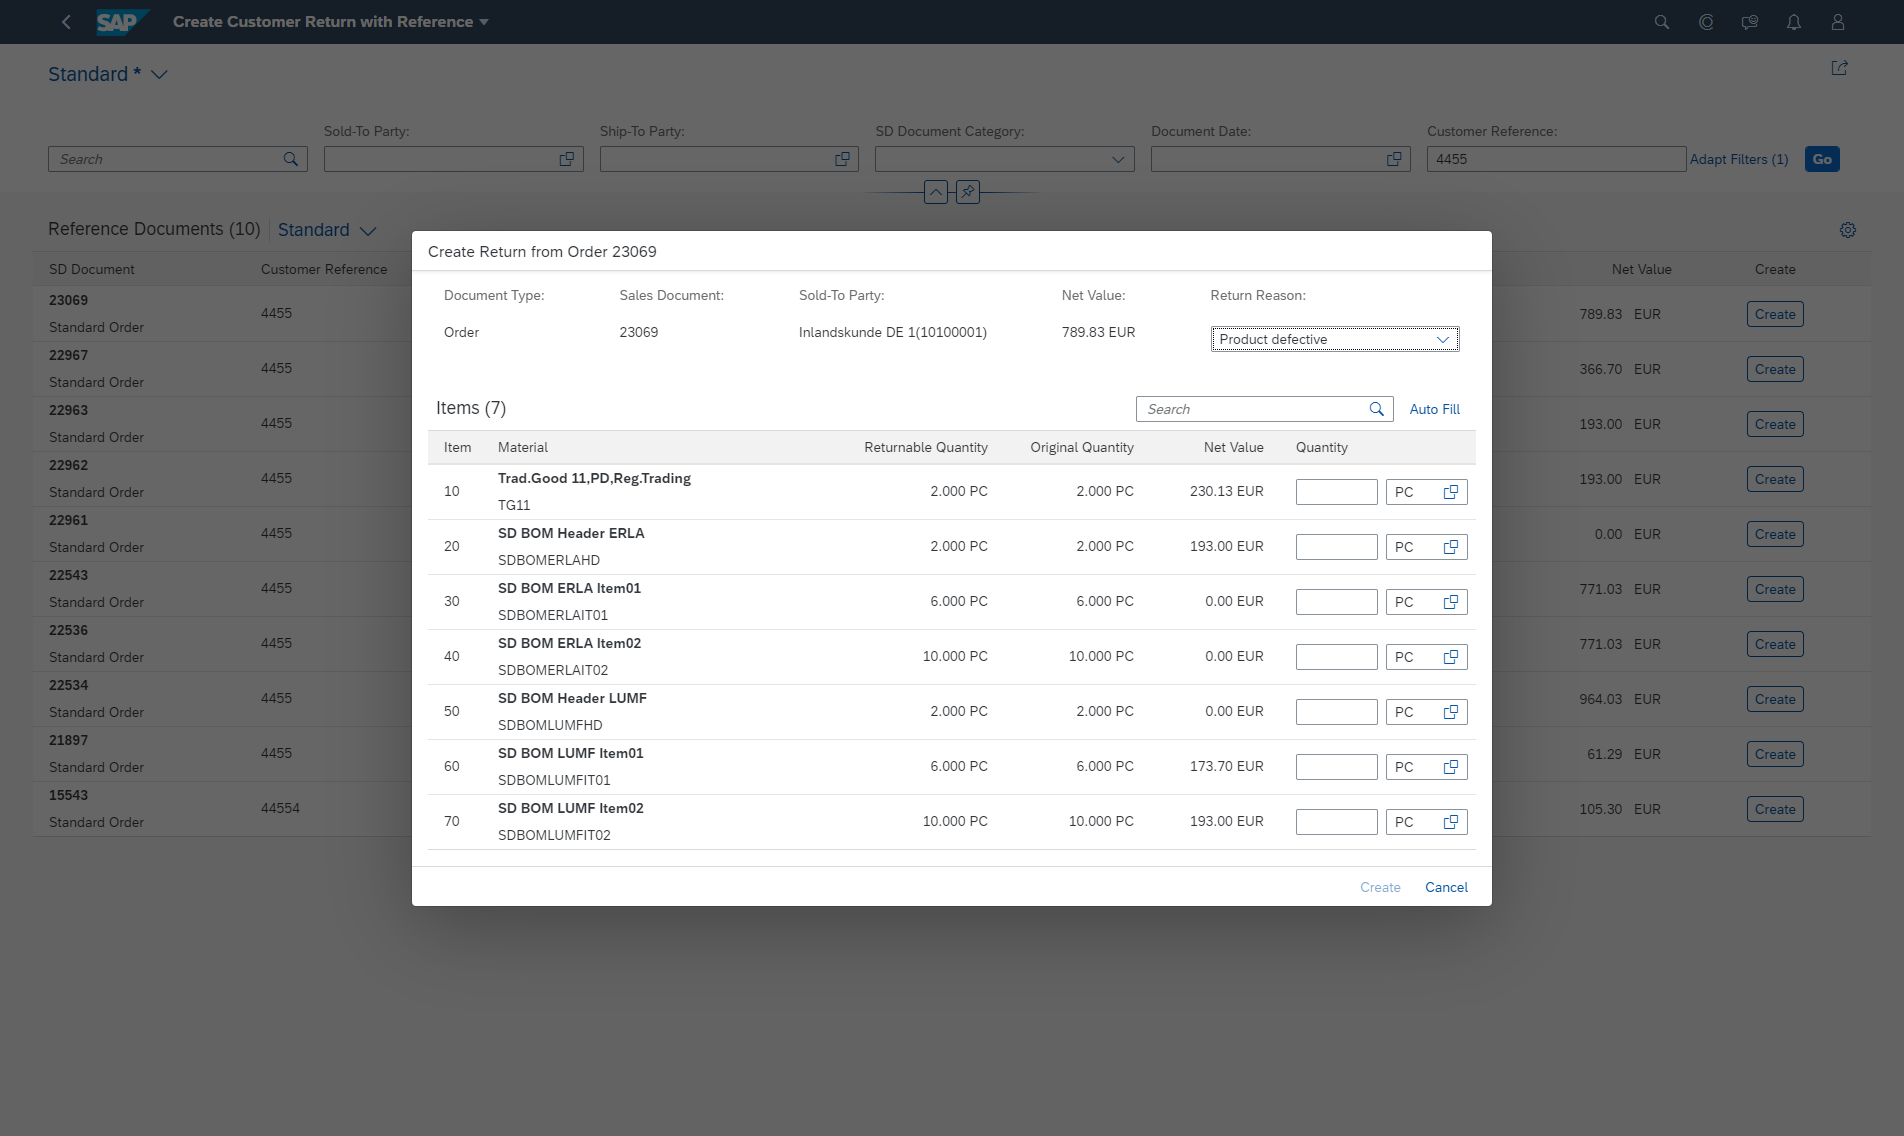 SAP Create Customer Return with Reference
Standard *
Sold-To Party: Ship-To Party: SD Document Category: Document Date: Customer Reference:
Search 4455 Adapt Filters (1) Go
Reference Documents (10) Standard
SD Document Customer Reference Net Value Create
23069
Standard Order
4455 789.83 EUR Create
22967
Standard Order
4455 366.70 EUR Create
22963
Standard Order
4455 193.00 EUR Create
22962
Standard Order
4455 193.00 EUR Create
22961
Standard Order
4455 0.00 EUR Create
22543
Standard Order
4455 771.03 EUR Create
22536
Standard Order
4455 771.03 EUR Create
22534
Standard Order
4455 964.03 EUR Create
21897
Standard Order
4455 61.29 EUR Create
15543
Standard Order
44554 105.30 EUR Create
Create Return from Order 23069
Document Type: Sales Document: Sold-To Party: Net Value: Return Reason:
Order 23069 Inlandskunde DE 1(10100001) 789.83 EUR Product defective
Items (7) Search Auto Fill
Item Material Returnable Quantity Original Quantity Net Value Quantity
Trad.Good 11,PD,Reg.Trading
10 2.000 PC 2.000 PC 230.13 EUR PC
TG11
SD BOM Header ERLA
20 2.000 PC 2.000 PC 193.00 EUR PC
SDBOMERLAHD
SD BOM ERLA Item01
30 6.000 PC 6.000 PC 0.00 EUR PC
SDBOMERLAIT01
SD BOM ERLA Item02
40 10.000 PC 10.000 PC 0.00 EUR PC
SDBOMERLAIT02
SD BOM Header LUMF
50 2.000 PC 2.000 PC 0.00 EUR PC
SDBOMLUMFHD
SD BOM LUMF Item01
60 6.000 PC 6.000 PC 173.70 EUR PC
SDBOMLUMFIT01
SD BOM LUMF Item02
70 10.000 PC 10.000 PC 193.00 EUR PC
SDBOMLUMFIT02
Create Cancel